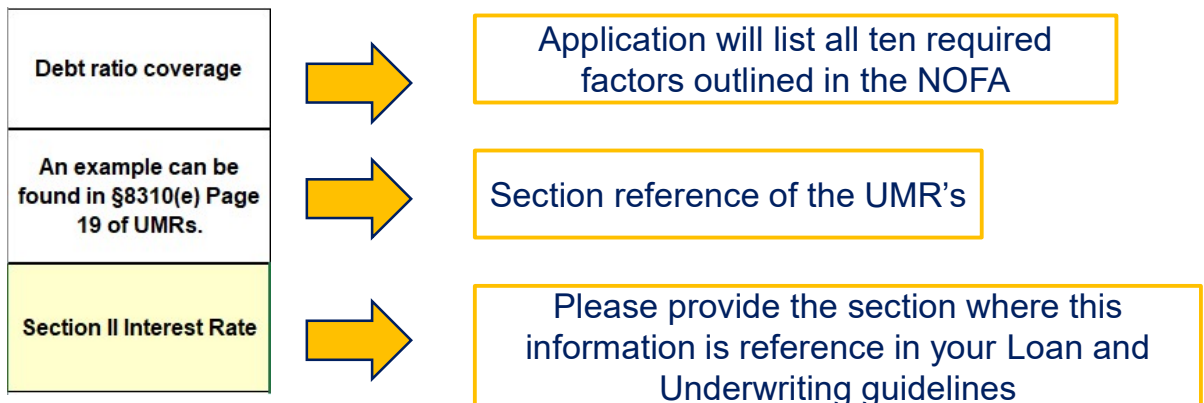 Debt ratio coverage
Application will list all ten required
factors outlined in the NOFA
An example can be
found in §8310(e) Page
19 of UMRs.
Section reference of the UMR’s
Section II Interest Rate
Please provide the section where this
information is reference in your Loan and
Underwriting guidelines